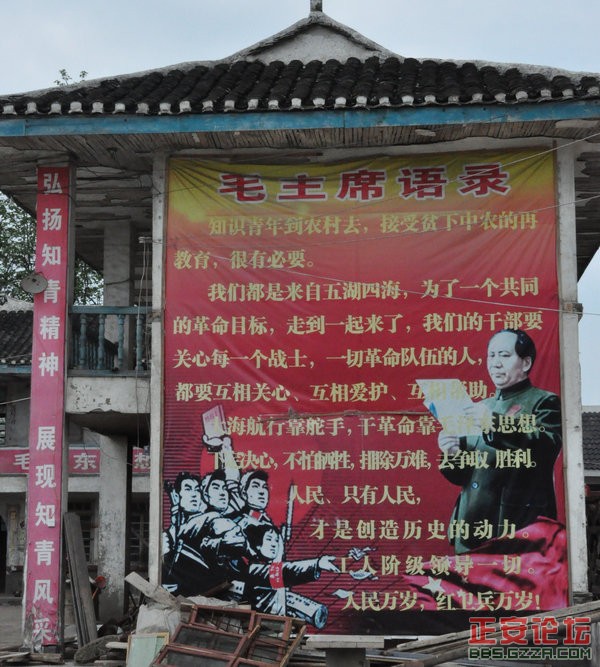 毛主席语录
知识青年到农村去，接受贫下中农的再
教育，很有必要。
我们都是来自五湖四海，为了一个共同
的革命目标，走到一起来了，我们的干部要
关心每一个战士，一切革命队伍的人，
都要互相关心、互相爱护、互相帮助。
大海航行靠舵手，干革命靠毛泽东思想。
下定决心，不怕牺牲，排除万难，去争取 胜利。
人民、只有人民，
才是创造历史的动力。
工人阶级领导一切。
人民万岁，红卫兵万岁！
弘扬知青精神 展现知青风采
毛 东
正安论坛
BBS.GZZA.COM